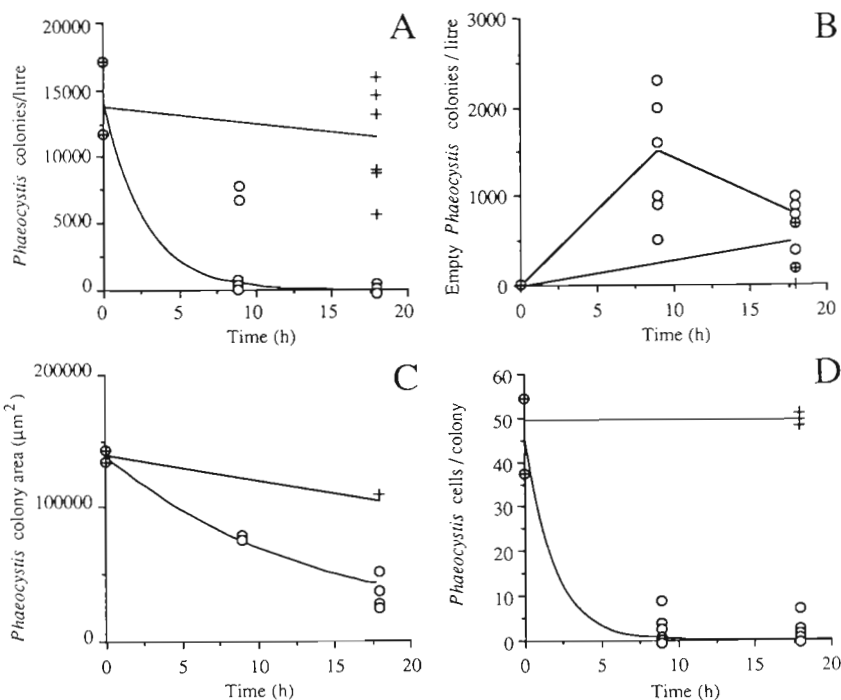 A
Phaeocystis colonies/litre
20000
15000
10000
5000
0
0 5 10 15 20
Time (h)
B
Empty Phaeocystis colonies / litre
3000
2000
1000
0
0 5 10 15 20
Time (h)
C
Phaeocystis colony area (µm²)
200000
100000
0
0 5 10 15 20
Time (h)
D
Phaeocystis cells / colony
60
50
40
30
20
10
0
0 5 10 15 20
Time (h)